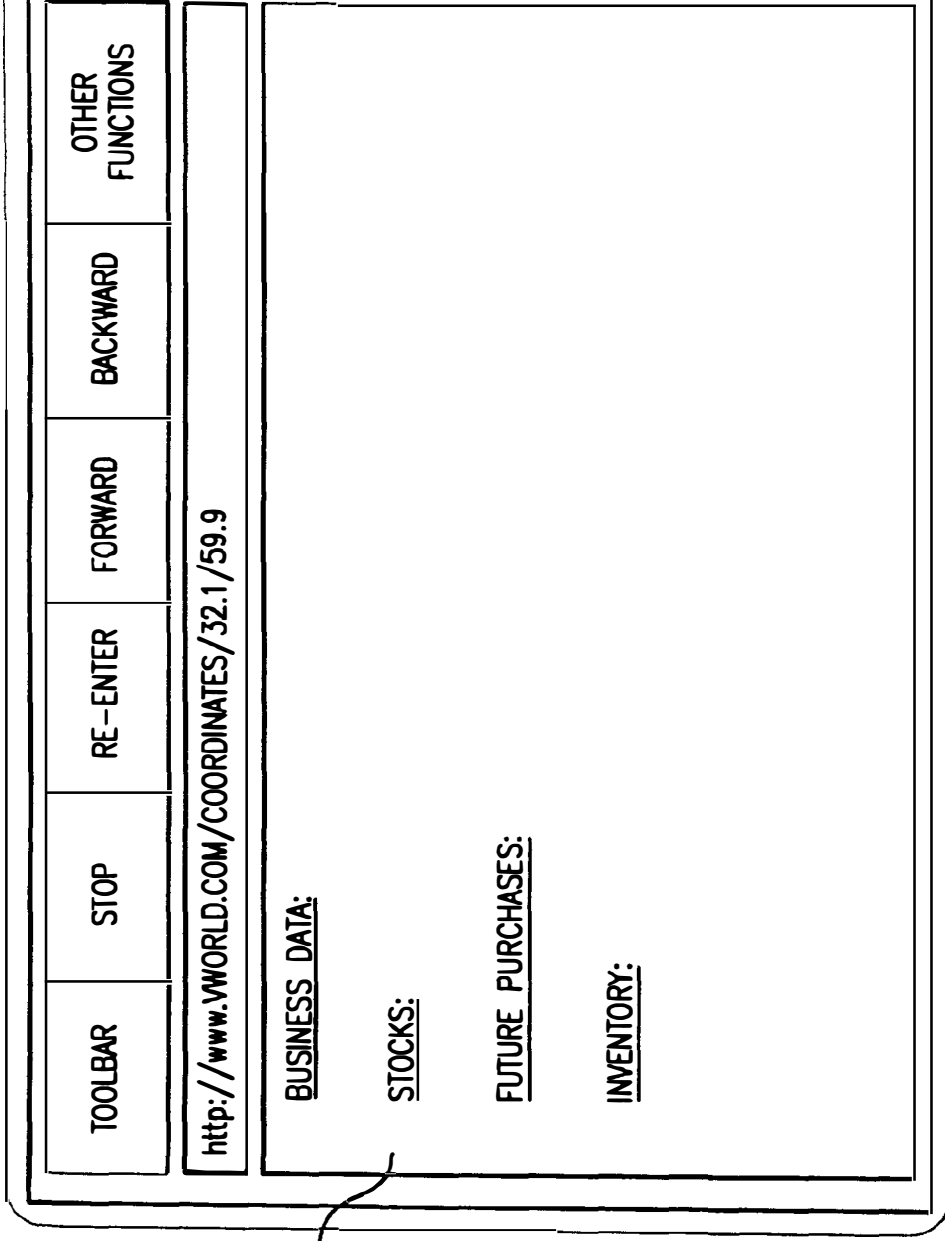 TOOLBAR
STOP
RE-ENTER
FORWARD
BACKWARD
OTHER
FUNCTIONS
http://www.VWORLD.COM/COORDINATES/32.1/59.9
BUSINESS DATA:
STOCKS:
FUTURE PURCHASES:
INVENTORY: